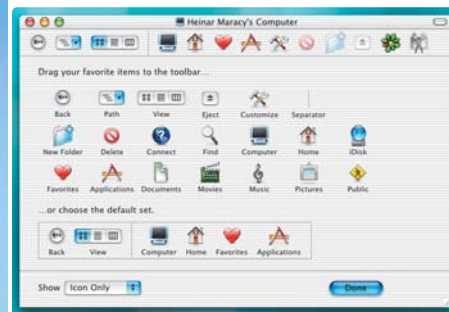 Heinar Maracy's Computer
Drag your favorite items to the toolbar...
Back Path View Eject Customize Separator
New Folder Delete Connect Find Computer Home iDisk
Favorites Applications Documents Movies Music Pictures Public
...or choose the default set.
Back View Computer Home Favorites Applications
Show Icon Only Done